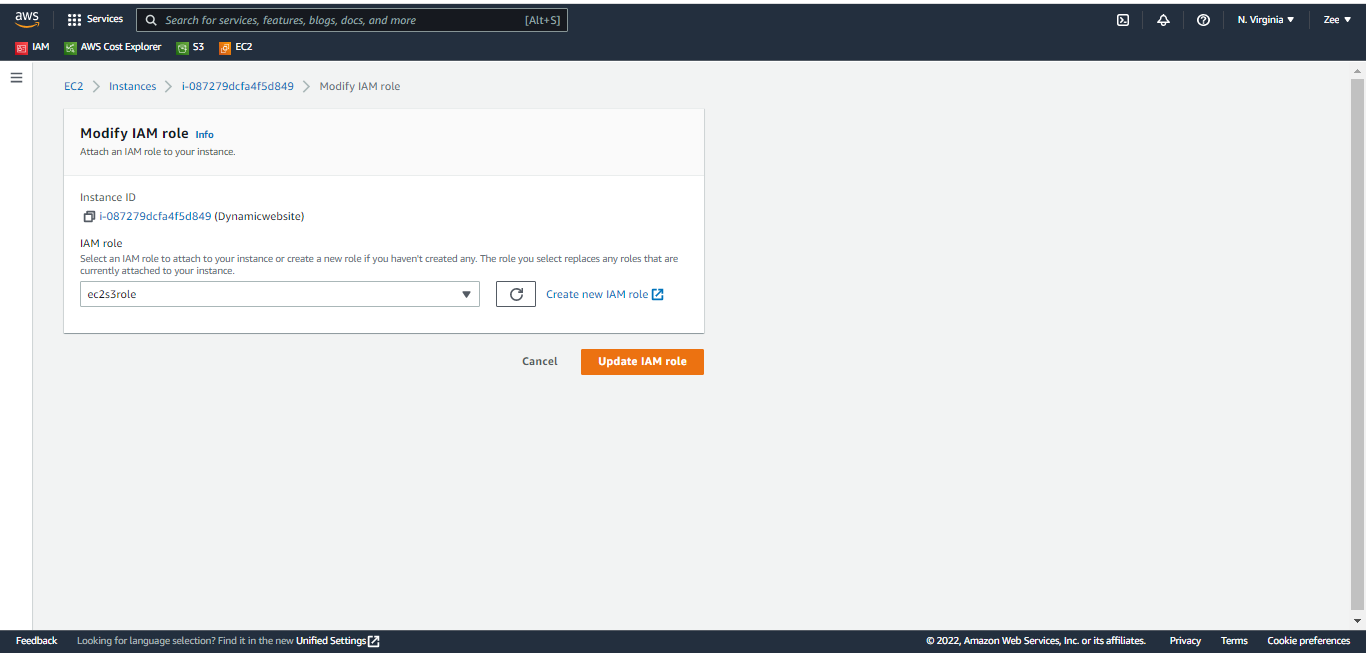 aws Services Search for services, features, blogs, docs, and more [Alt+S] N. Virginia Zee
IAM AWS Cost Explorer S3 EC2
EC2 Instances i-087279dcfa4f5d849 Modify IAM role
Modify IAM role Info
Attach an IAM role to your instance.
Instance ID
i-087279dcfa4f5d849 (Dynamicwebsite)
IAM role
Select an IAM role to attach to your instance or create a new role if you haven't created any. The role you select replaces any roles that are
currently attached to your instance.
ec2s3role Create new IAM role
Cancel Update IAM role
Feedback Looking for language selection? Find it in the new Unified Settings © 2022, Amazon Web Services, Inc. or its affiliates. Privacy Terms Cookie preferences